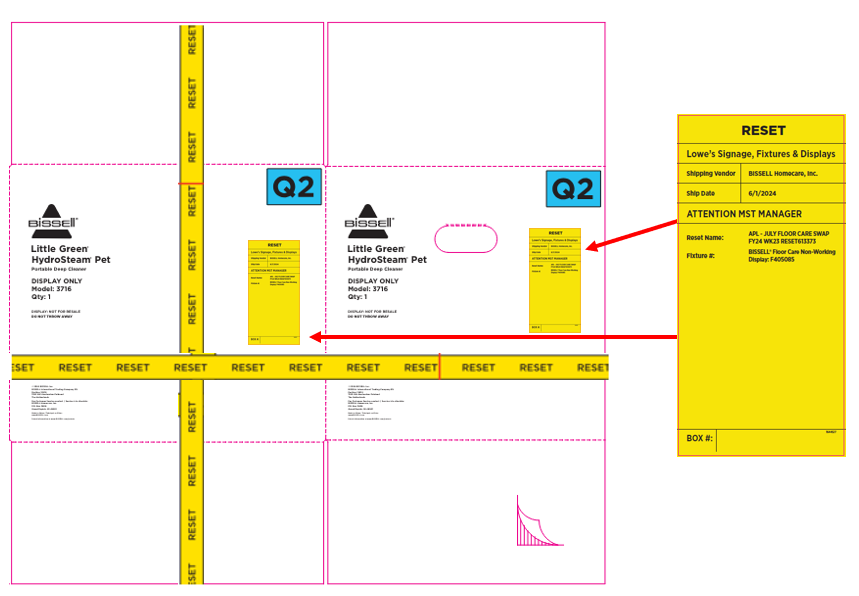 RESET
RESET
RESET
Q2
Q2
BISSELL
Little Green
HydroSteam Pet
Portable Deep Cleaner
DISPLAY ONLY
Model: 3716
Qty: 1
DISPLAY: NOT FOR RESALE
DO NOT THROW AWAY
RESET
RESET
RESET
RESET
BOX #
BISSELL
Little Green
HydroSteam Pet
Portable Deep Cleaner
DISPLAY ONLY
Model: 3716
Qty: 1
DISPLAY: NOT FOR RESALE
DO NOT THROW AWAY
RESET
BOX #
ESET RESET RESET RESET RESET RESET RESET RESET RESET RESET
RESET
RESET
RESET
ESET
RESET
Lowe's Signage, Fixtures & Displays
Shipping Vendor BISSELL Homecare, Inc.
Ship Date 6/1/2024
ATTENTION MST MANAGER
Reset Name: APL - JULY FLOOR CARE SWAP
FY24 WK23 RESET613373
Fixture #: BISSELL' Floor Care Non-Working
Display: F405085
BOX #: